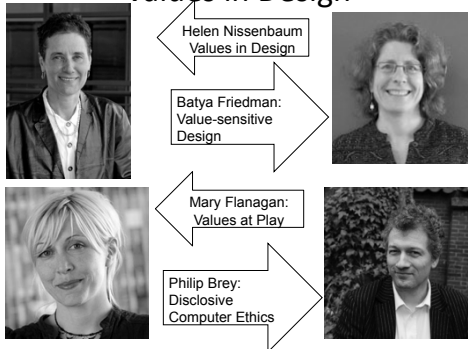 Values in Design
Helen Nissenbaum
Values in Design
Batya Friedman:
Value-sensitive
Design
Mary Flanagan:
Values at Play
Philip Brey:
Disclosive
Computer Ethics